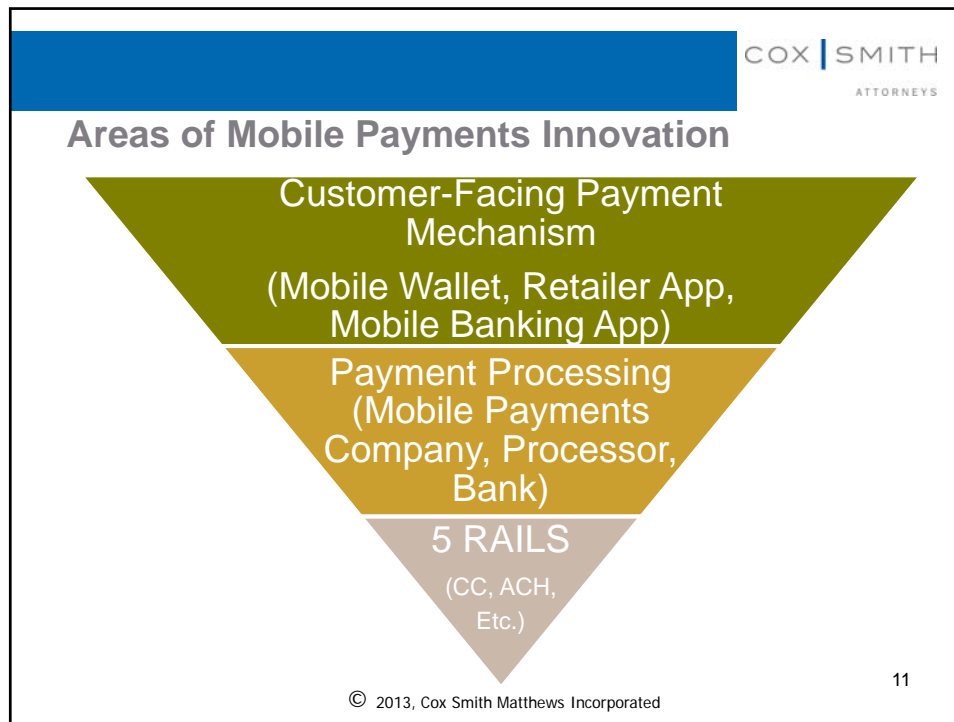 COX SMITH
ATTORNEYS
Areas of Mobile Payments Innovation
Customer-Facing Payment
Mechanism
(Mobile Wallet, Retailer App,
Mobile Banking App)
Payment Processing
(Mobile Payments
Company, Processor,
Bank)
5 RAILS
(CC, ACH,
Etc.)
11
© 2013, Cox Smith Matthews Incorporated